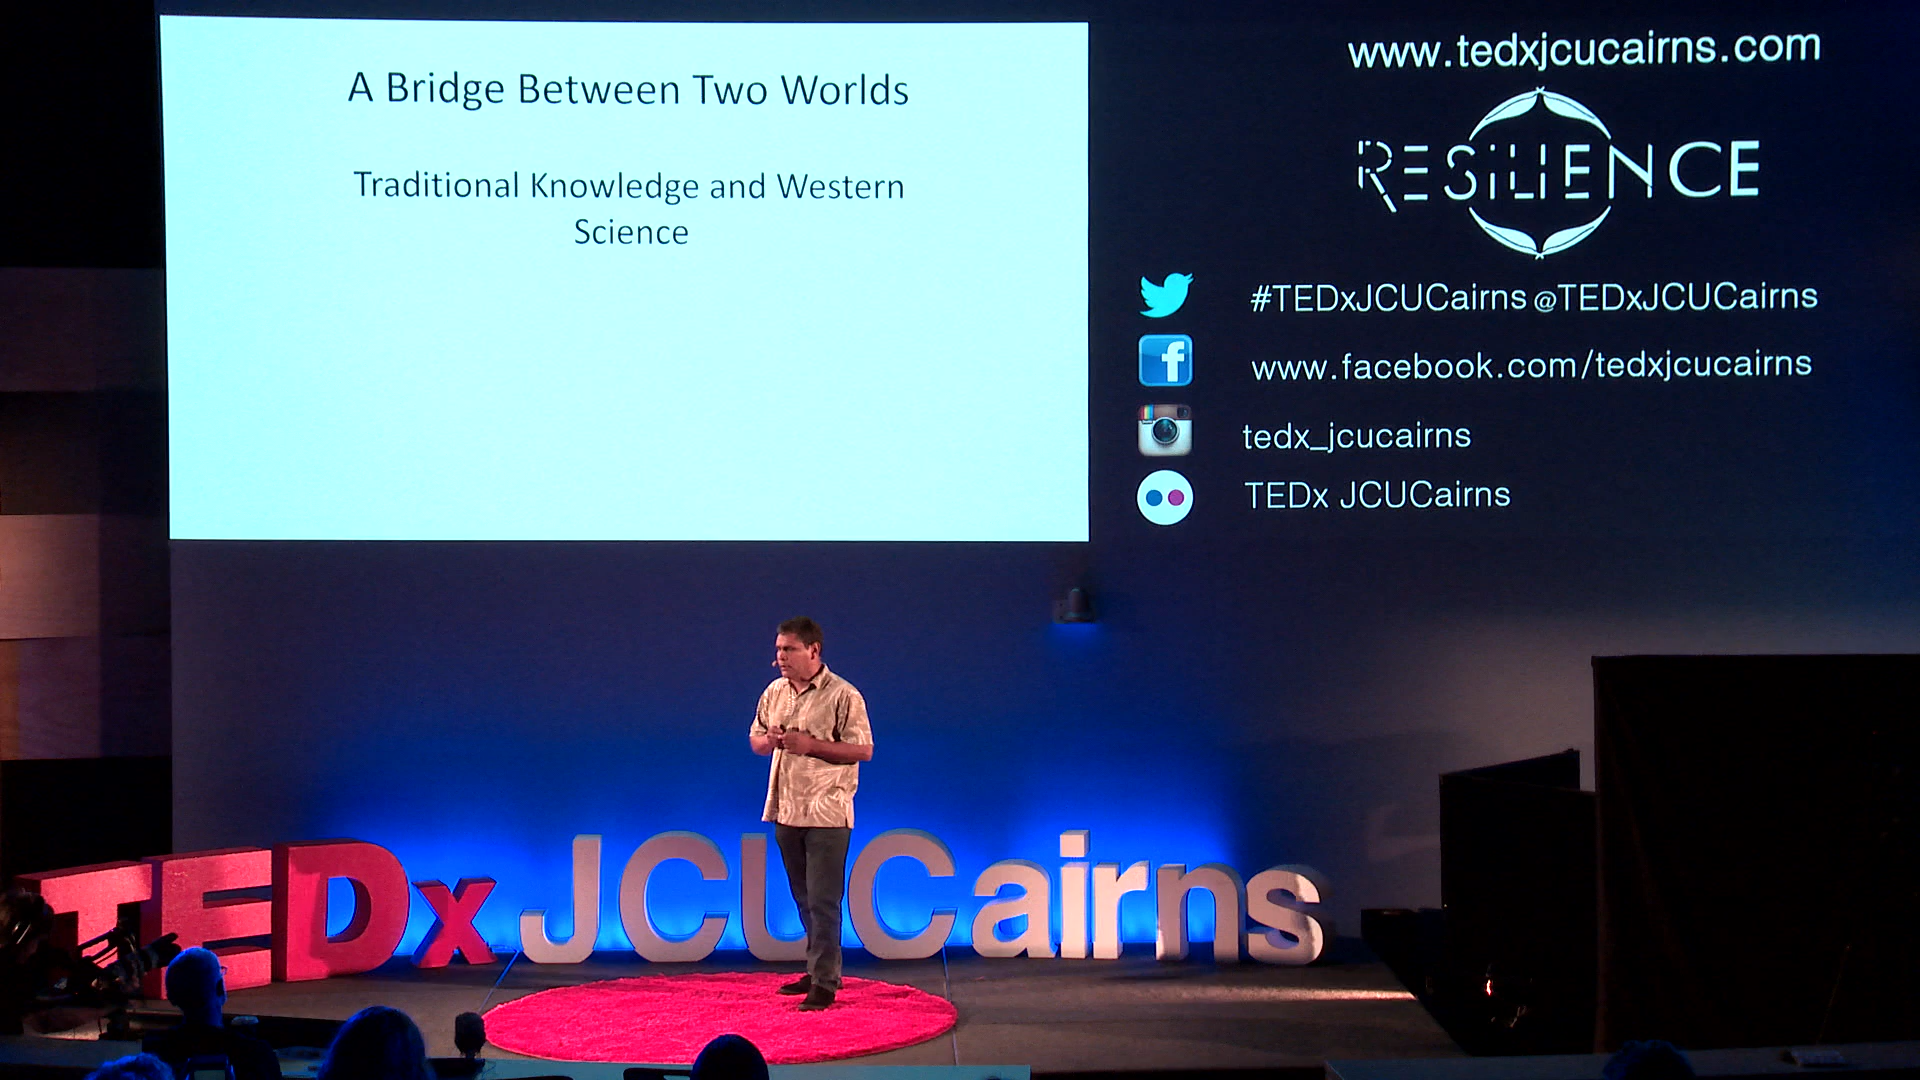 A Bridge Between Two Worlds
Traditional Knowledge and Western
Science
www.tedxjcucairns.com
RESiLIENCE
#TEDxJCUCairns @TEDxJCUCairns
www.facebook.com/tedxjcucairns
tedx_jcucairns
TEDx JCUCairns
TEDx JCUCairns